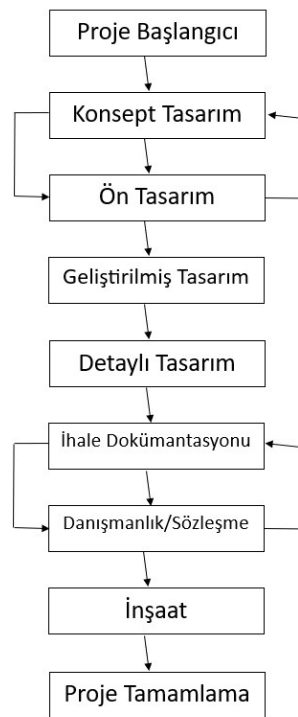 Proje Başlangıcı
Konsept Tasarım
Ön Tasarım
Geliştirilmiş Tasarım
Detaylı Tasarım
İhale Dokümantasyonu
Danışmanlık/Sözleşme
İnşaat
Proje Tamamlama